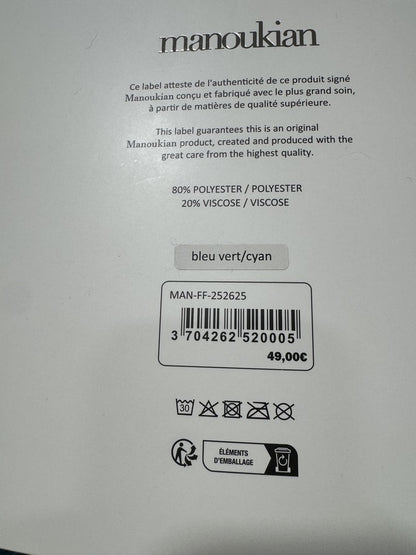 manoukian
Ce label atteste de l'authenticité de ce produit signé
Manoukian conçu et fabriqué avec le plus grand soin,
à partir de matières de qualité supérieure.
This label guarantees this is an original
Manoukian product, created and produced with the
great care from the highest quality.
80% POLYESTER / POLYESTER
20% VISCOSE / VISCOSE
bleu vert/cyan
MAN-FF-252625
3 704262 520005
49,00€
30
ÉLÉMENTS
D'EMBALLAGE